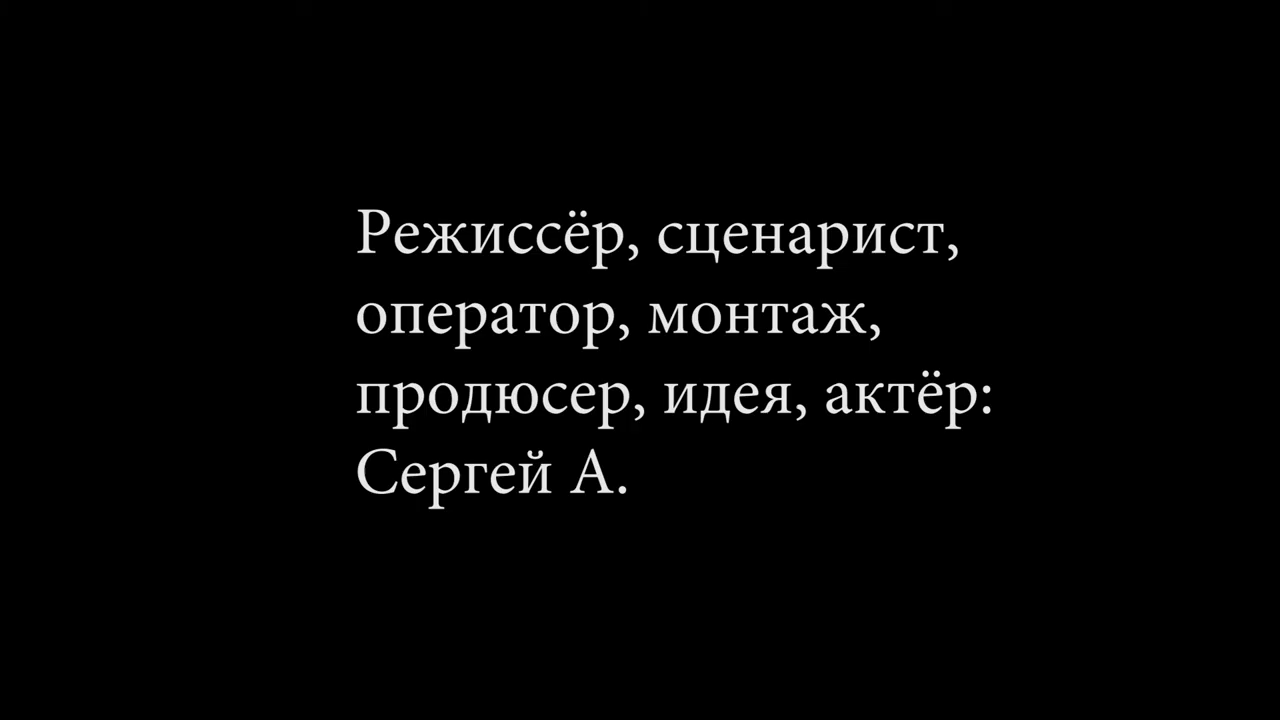 Режиссёр, сценарист,
оператор, монтаж,
продюсер, идея, актёр:
Сергей А.